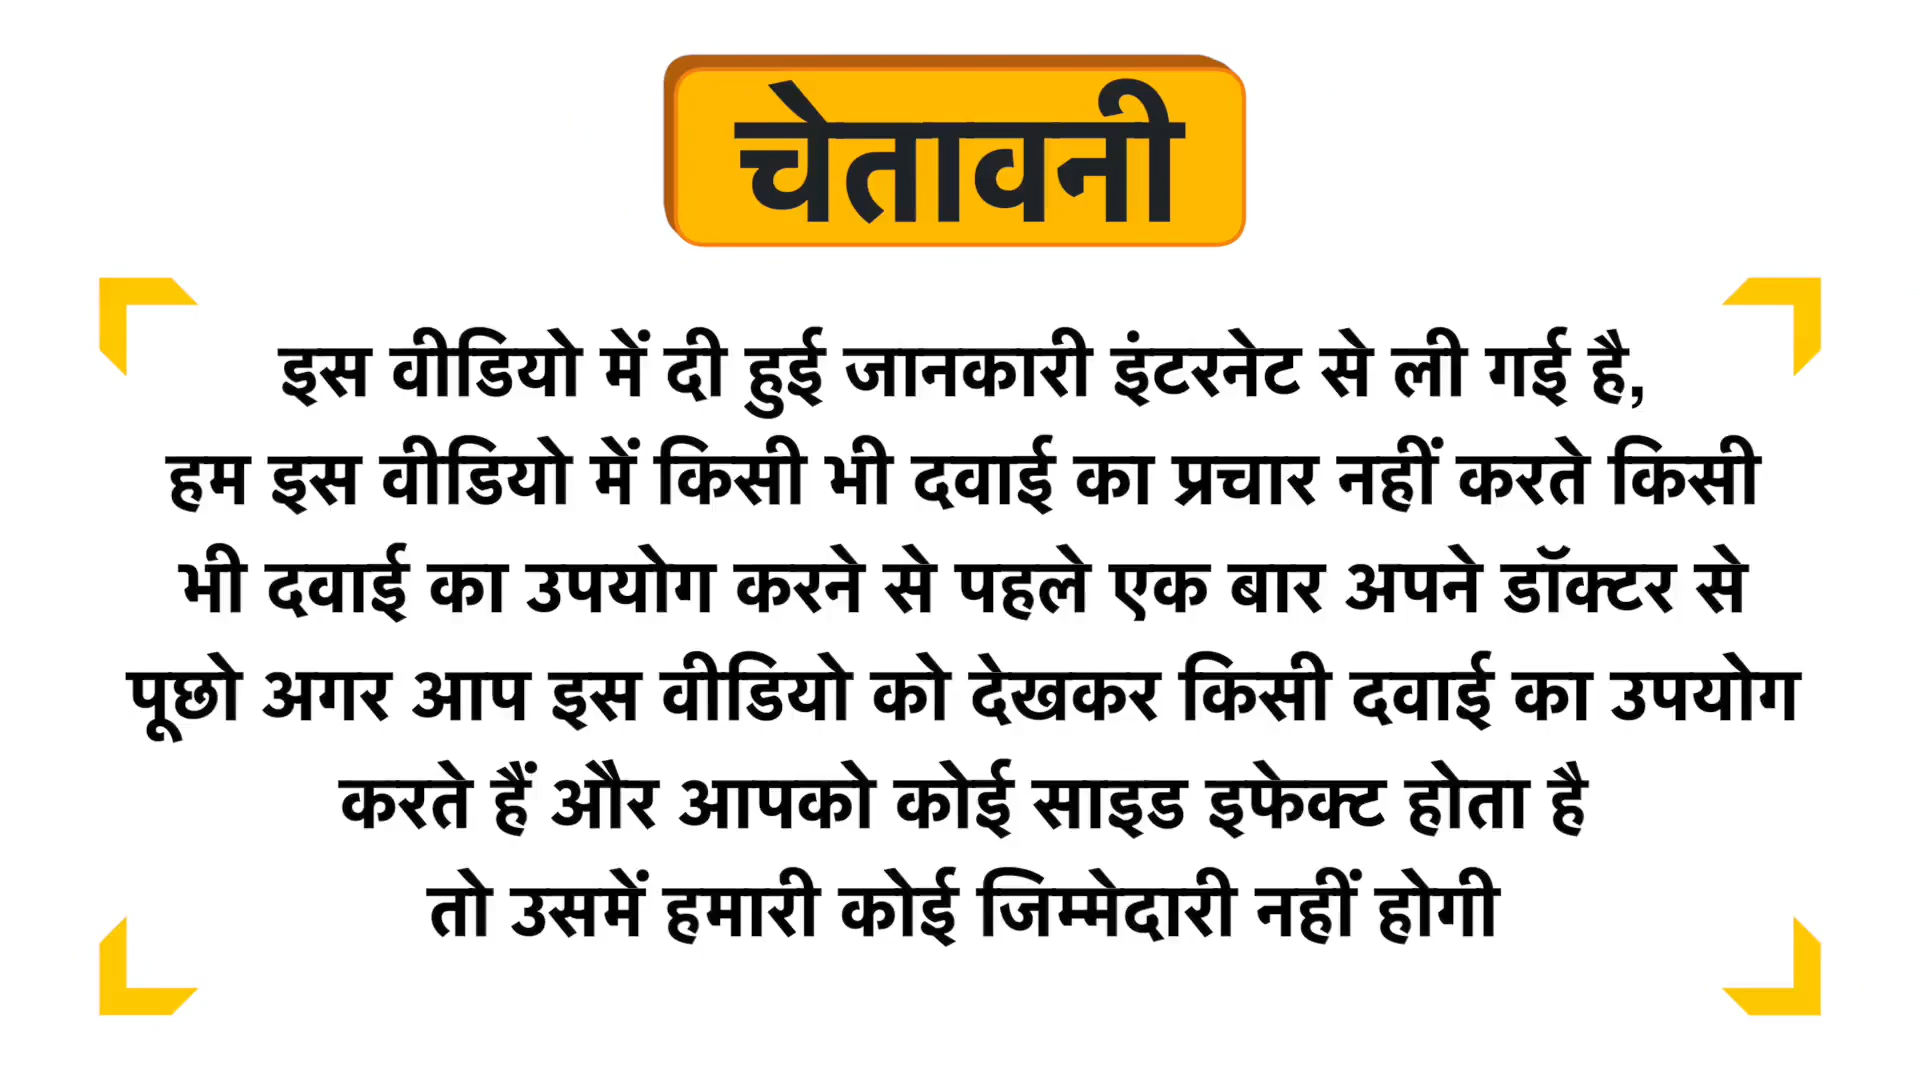 चेतावनी
इस वीडियो में दी हुई जानकारी इंटरनेट से ली गई है,
हम इस वीडियो में किसी भी दवाई का प्रचार नहीं करते किसी
भी दवाई का उपयोग करने से पहले एक बार अपने डॉक्टर से
पूछो अगर आप इस वीडियो को देखकर किसी दवाई का उपयोग
करते हैं और आपको कोई साइड इफेक्ट होता है
तो उसमें हमारी कोई जिम्मेदारी नहीं होगी